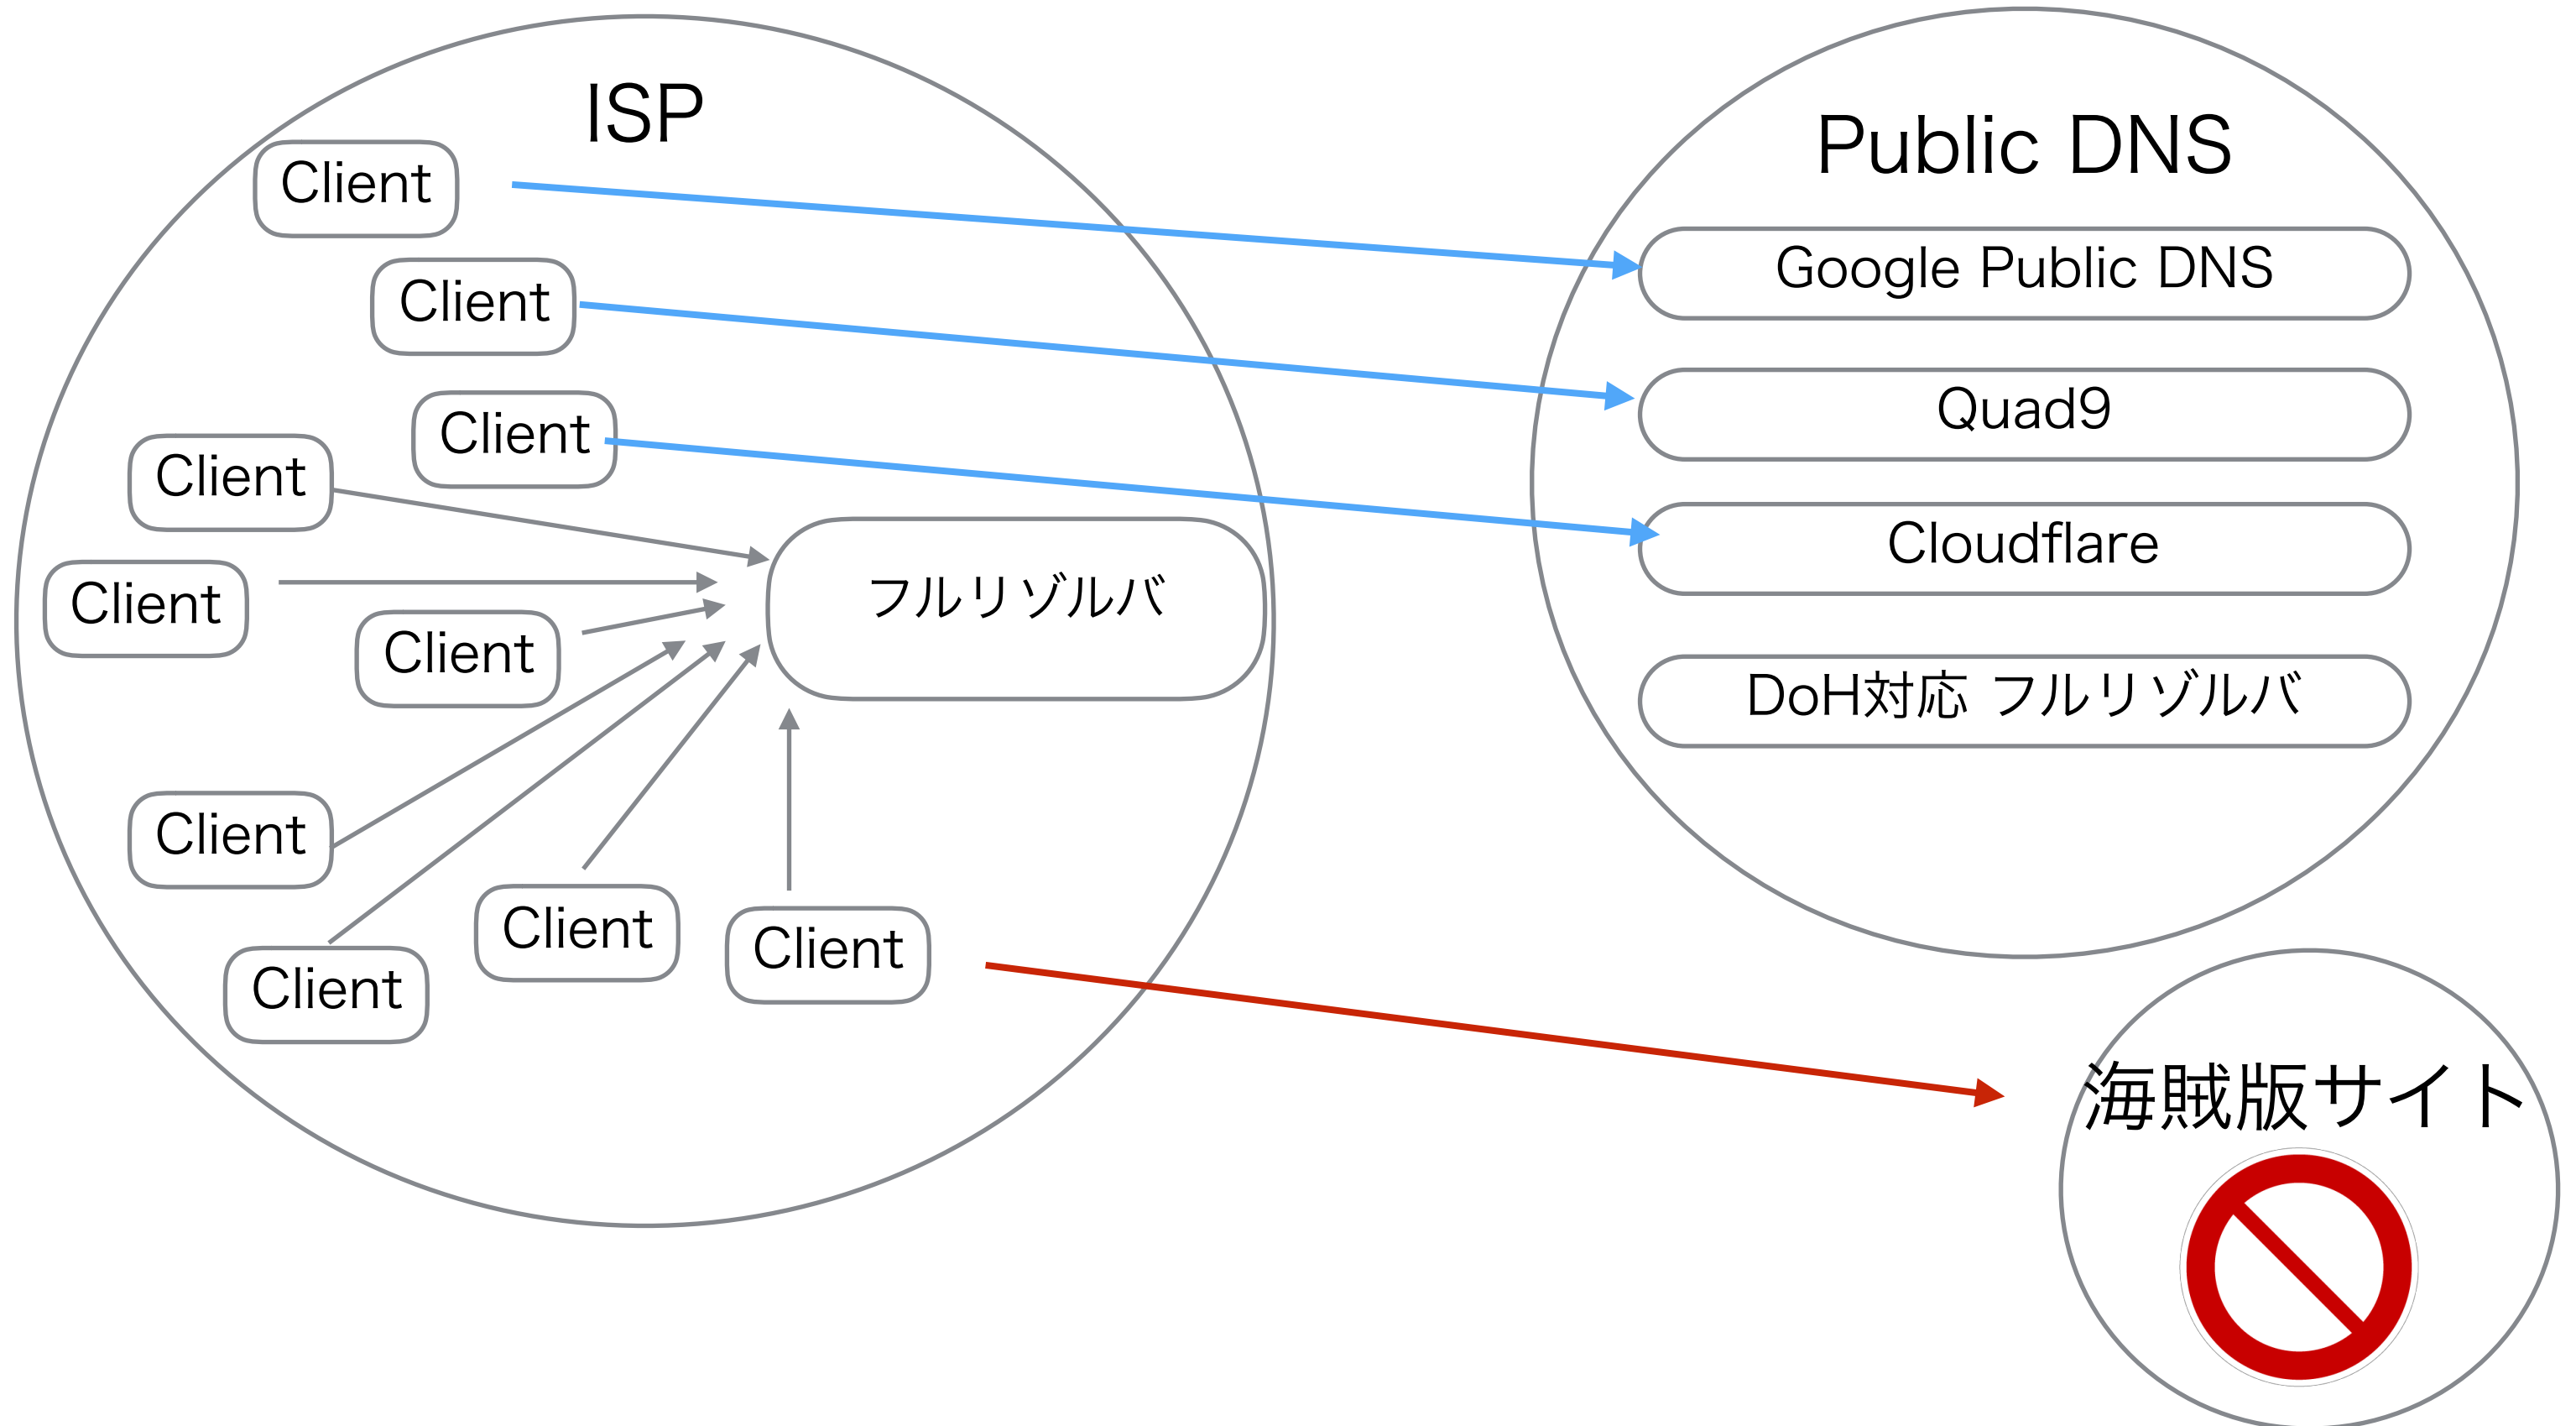 ISP
Client
Client
Client
Client
Client
Client
フルリゾルバ
Client
Client
Client
Client
Public DNS
Google Public DNS
Quad9
Cloudflare
DoH対応 フルリゾルバ
海賊版サイト